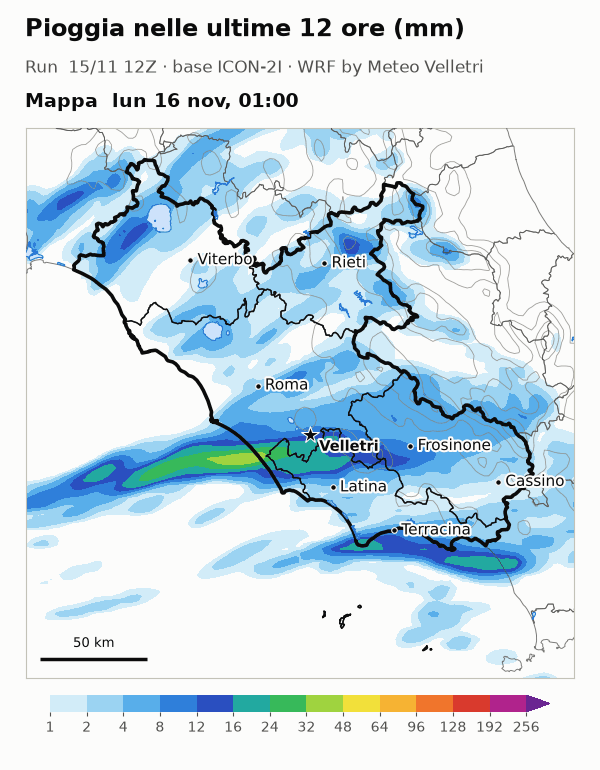 Pioggia nelle ultime 12 ore (mm)
Run  15/11 12Z · base ICON-2I · WRF by Meteo Velletri
Mappa  lun 16 nov, 01:00
Viterbo
Rieti
Roma
Velletri
Frosinone
Cassino
Latina
Terracina
50 km
1 2 4 8 12 16 24 32 48 64 96 128 192 256